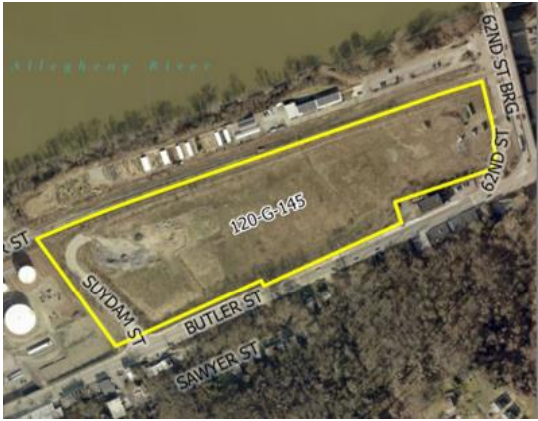 Allegheny River
62ND ST BRG
62ND ST
120-G-145
R ST
SUYDAM ST
BUTLER ST
SAWYER ST